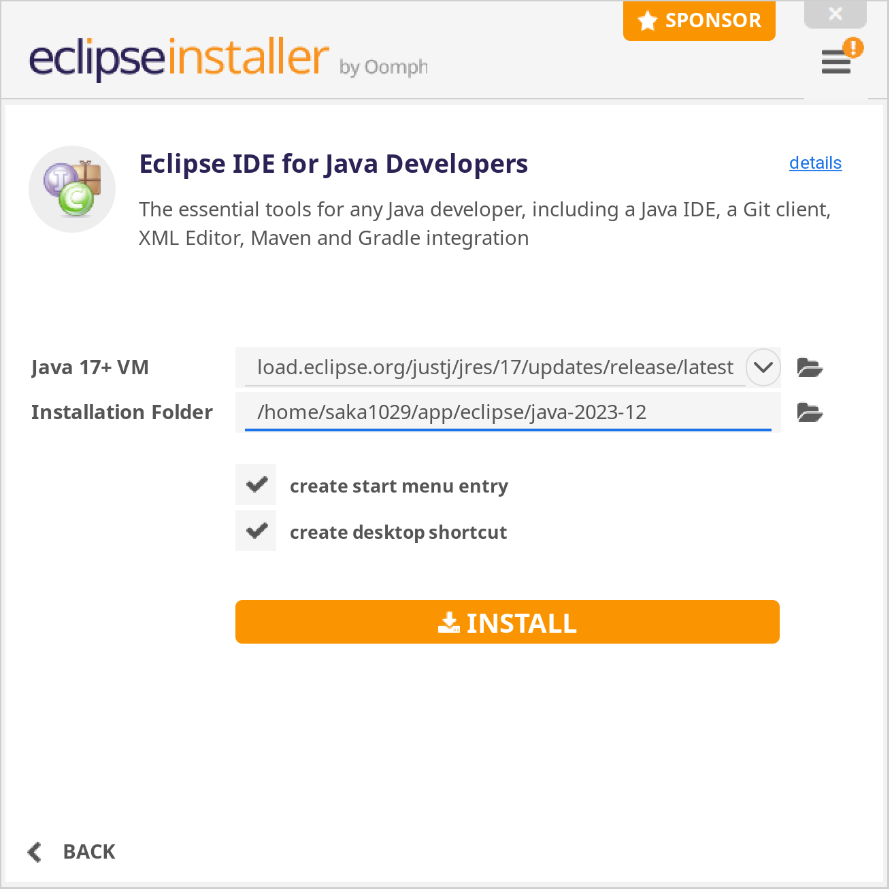 SPONSOR
eclipseinstaller by Oomph
Eclipse IDE for Java Developers
details
The essential tools for any Java developer, including a Java IDE, a Git client,
XML Editor, Maven and Gradle integration
Java 17+ VM
load.eclipse.org/justj/jres/17/updates/release/latest
Installation Folder
/home/saka1029/app/eclipse/java-2023-12
create start menu entry
create desktop shortcut
INSTALL
BACK